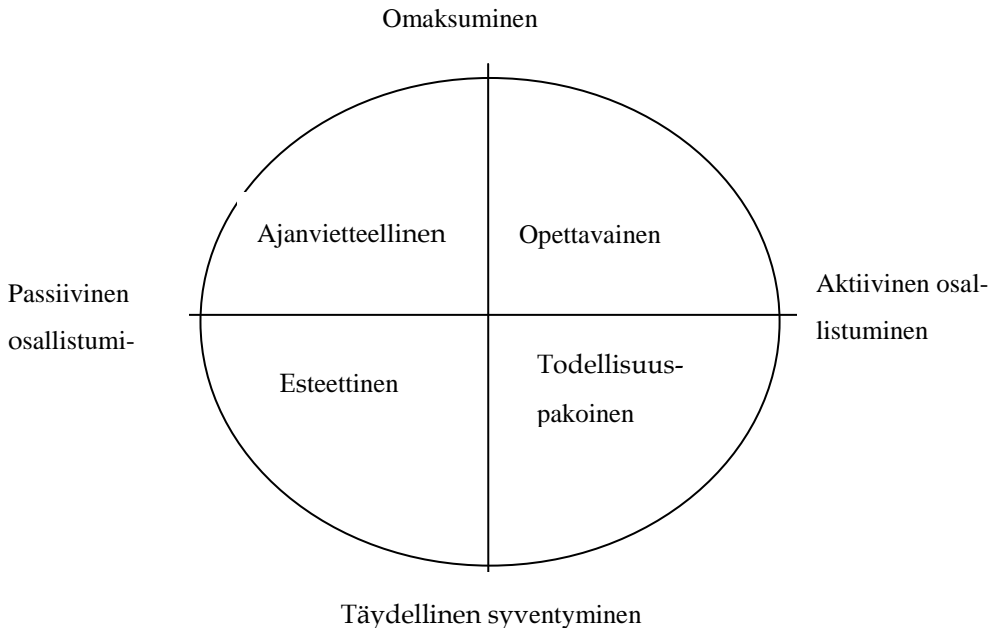 Omaksuminen
Ajanvietteellinen
Opettavainen
Passiivinen
osallistumi-
Aktiivinen osal-
listuminen
Esteettinen
Todellisuus-
pakoinen
Täydellinen syventyminen